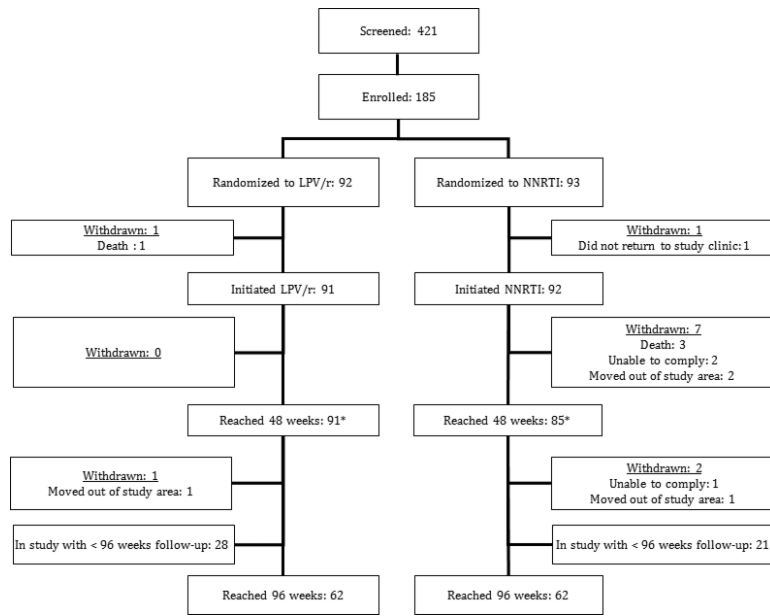 Screened: 421
Enrolled: 185
Randomized to LPV/r: 92
Randomized to NNRTI: 93
Withdrawn: 1
Death : 1
Withdrawn: 1
Did not return to study clinic: 1
Initiated LPV/r: 91
Initiated NNRTI: 92
Withdrawn: 0
Withdrawn: 7
Death: 3
Unable to comply: 2
Moved out of study area: 2
Reached 48 weeks: 91*
Reached 48 weeks: 85*
Withdrawn: 1
Moved out of study area: 1
Withdrawn: 2
Unable to comply: 1
Moved out of study area: 1
In study with < 96 weeks follow-up: 28
In study with < 96 weeks follow-up: 21
Reached 96 weeks: 62
Reached 96 weeks: 62